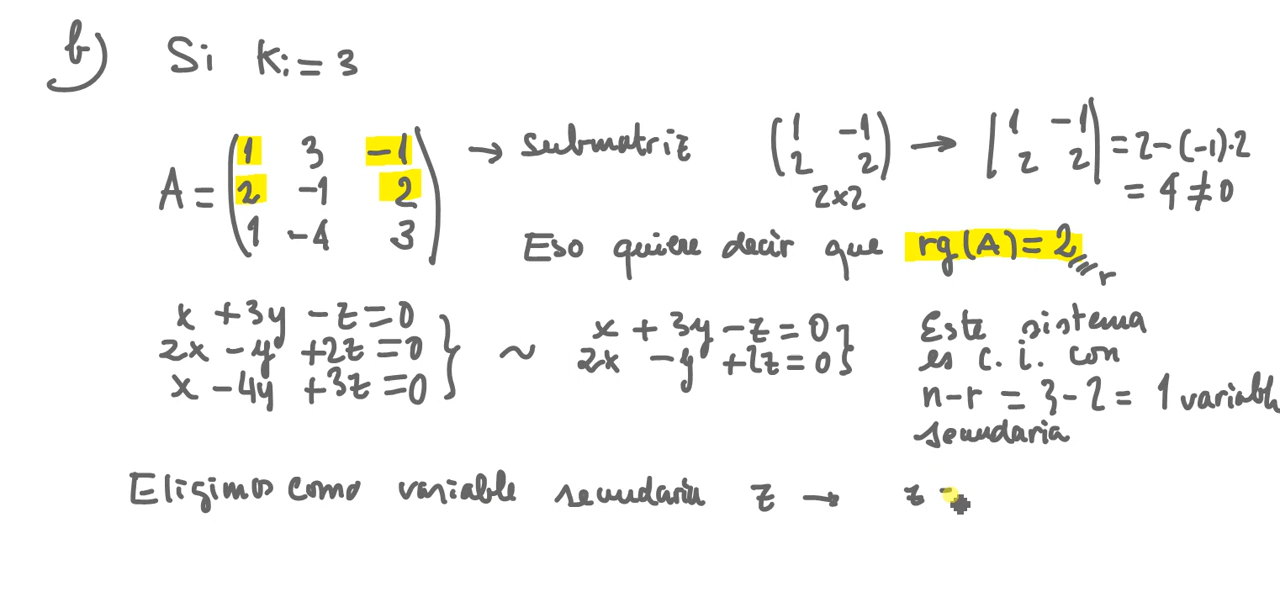 b) Si K:=3
A = (1 3 -1 → submatriz (1 -1 → |1 -1| = 2-(-1)·2
2 -1 2 2 2) 2 2 = 4≠0
1 -4 3) 2x2
Eso quiere decir que rg(A)=2 r
x +3y -z=0 x + 3y - z = 0 Este sistema
2x - y +2z =0 } ~ 2x - y +2z = 0 } es c. i. con
x - 4y +3z =0 n-r = 3-2 = 1 variable
secundaria
Eligimos como variable secundaria z → z =